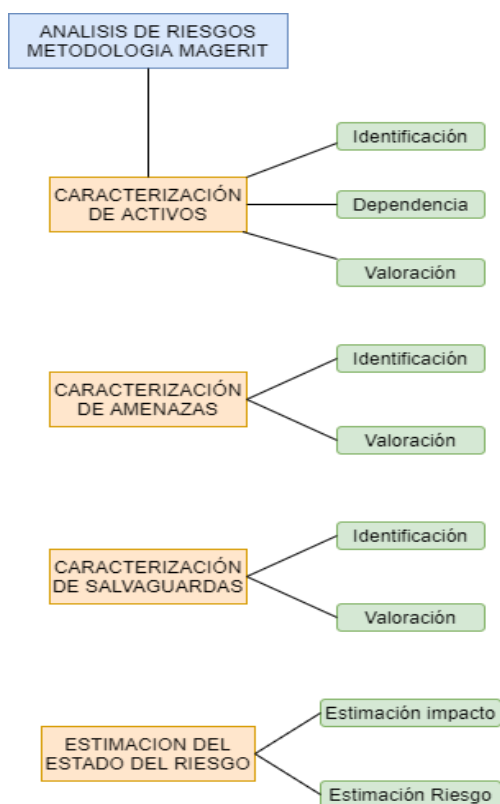 ANALISIS DE RIESGOS
METODOLOGIA MAGERIT
CARACTERIZACIÓN
DE ACTIVOS
Identificación
Dependencia
Valoración
CARACTERIZACIÓN
DE AMENAZAS
Identificación
Valoración
CARACTERIZACIÓN
DE SALVAGUARDAS
Identificación
Valoración
ESTIMACION DEL
ESTADO DEL RIESGO
Estimación impacto
Estimación Riesgo